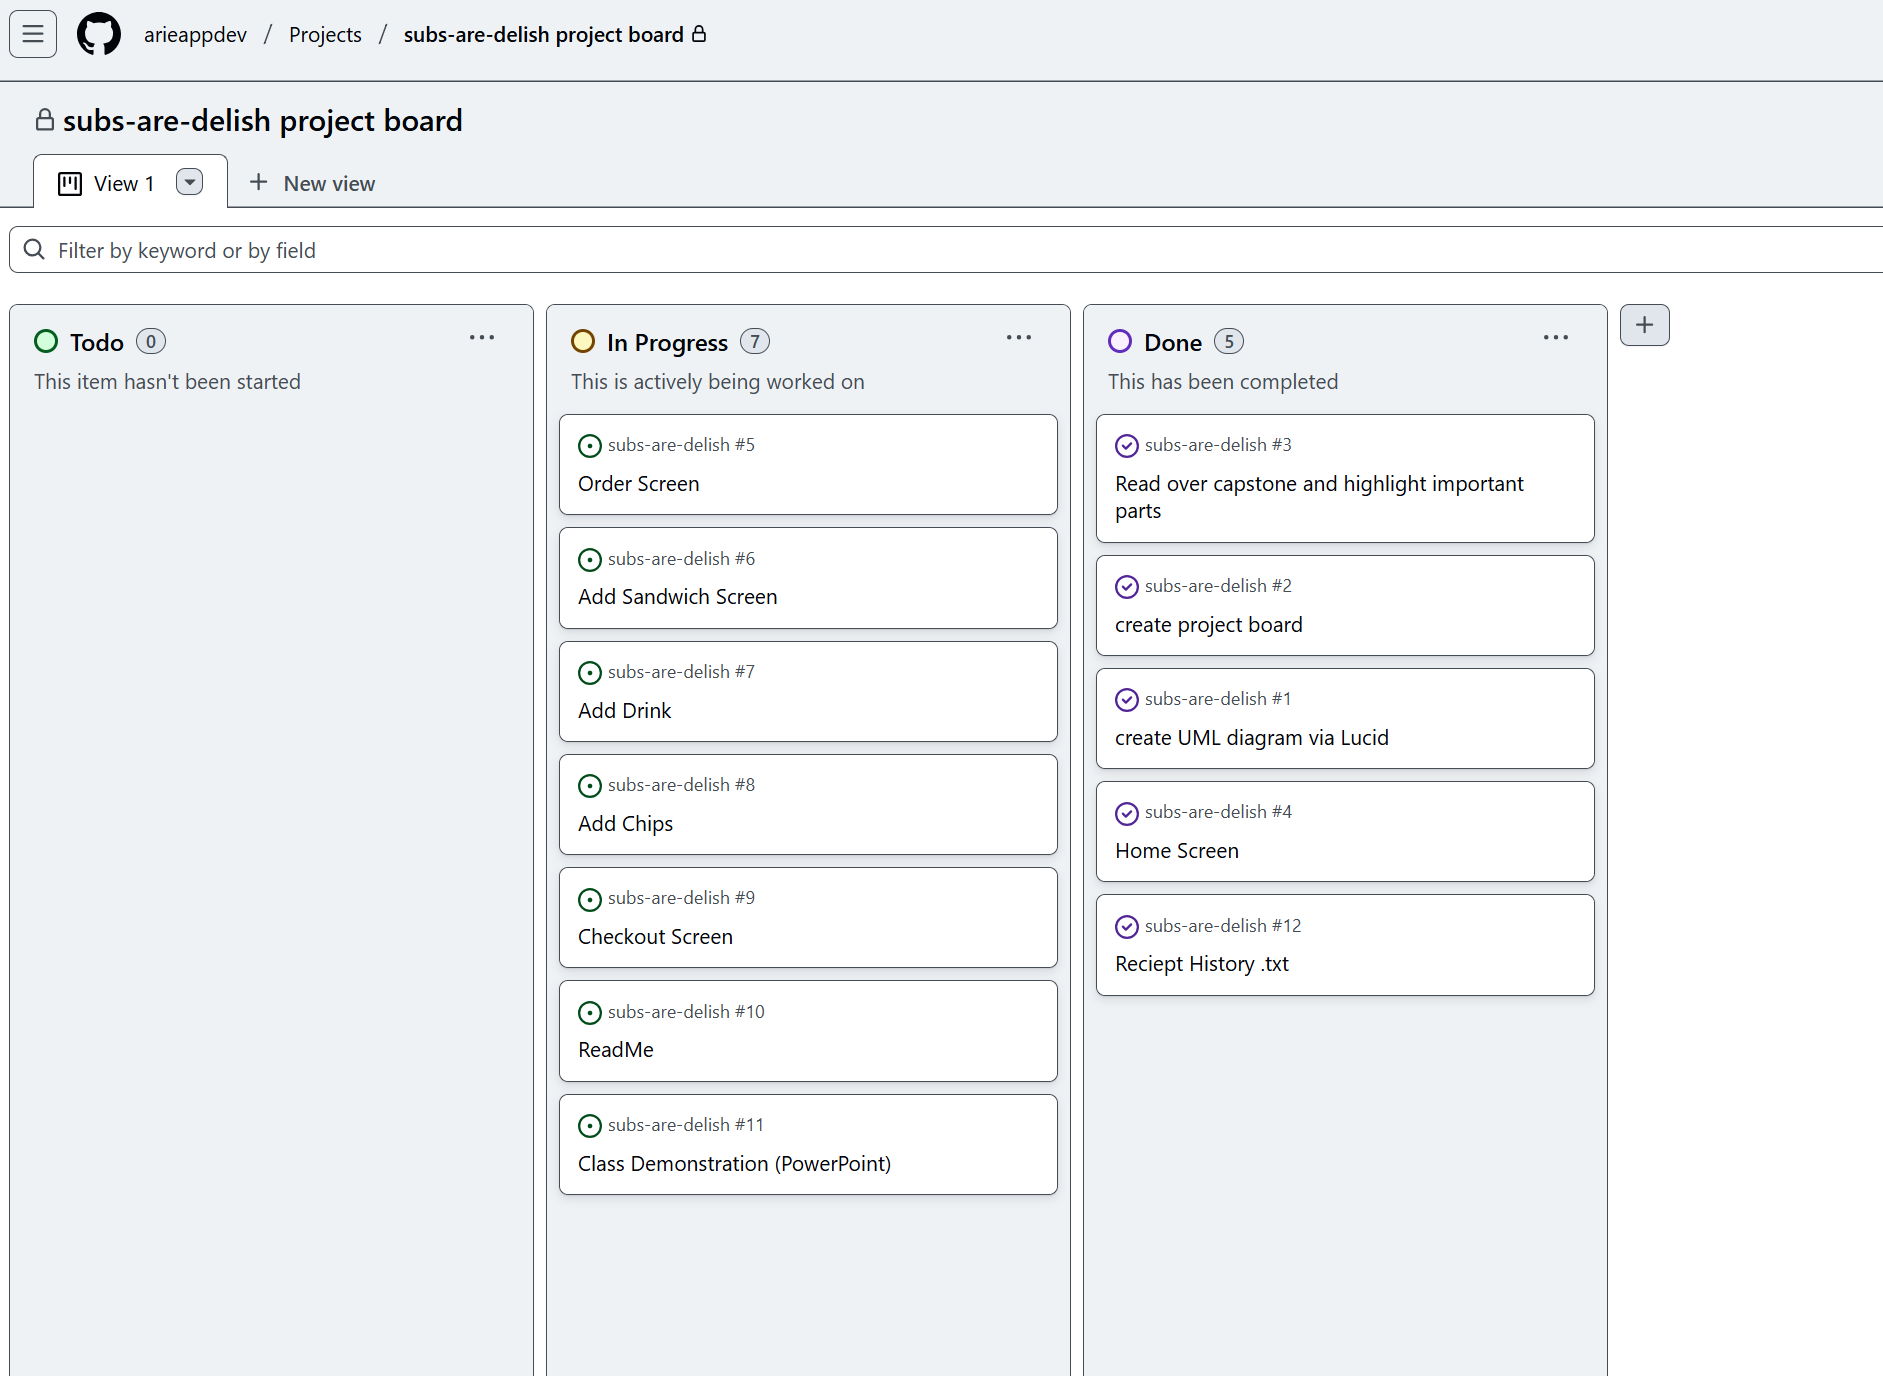 arieappdev / Projects / subs-are-delish project board
subs-are-delish project board
View 1
New view
Filter by keyword or by field
Todo 0
This item hasn't been started
In Progress 7
This is actively being worked on
subs-are-delish #5
Order Screen
subs-are-delish #6
Add Sandwich Screen
subs-are-delish #7
Add Drink
subs-are-delish #8
Add Chips
subs-are-delish #9
Checkout Screen
subs-are-delish #10
ReadMe
subs-are-delish #11
Class Demonstration (PowerPoint)
Done 5
This has been completed
subs-are-delish #3
Read over capstone and highlight important
parts
subs-are-delish #2
create project board
subs-are-delish #1
create UML diagram via Lucid
subs-are-delish #4
Home Screen
subs-are-delish #12
Reciept History .txt